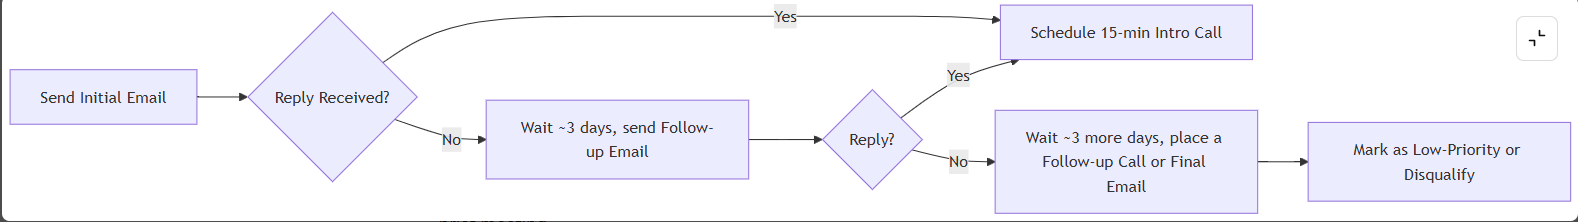 Send Initial Email
Reply Received?
Yes
No
Wait ~3 days, send Follow-
up Email
Reply?
Yes
No
Schedule 15-min Intro Call
Wait ~3 more days, place a
Follow-up Call or Final
Email
Mark as Low-Priority or
Disqualify